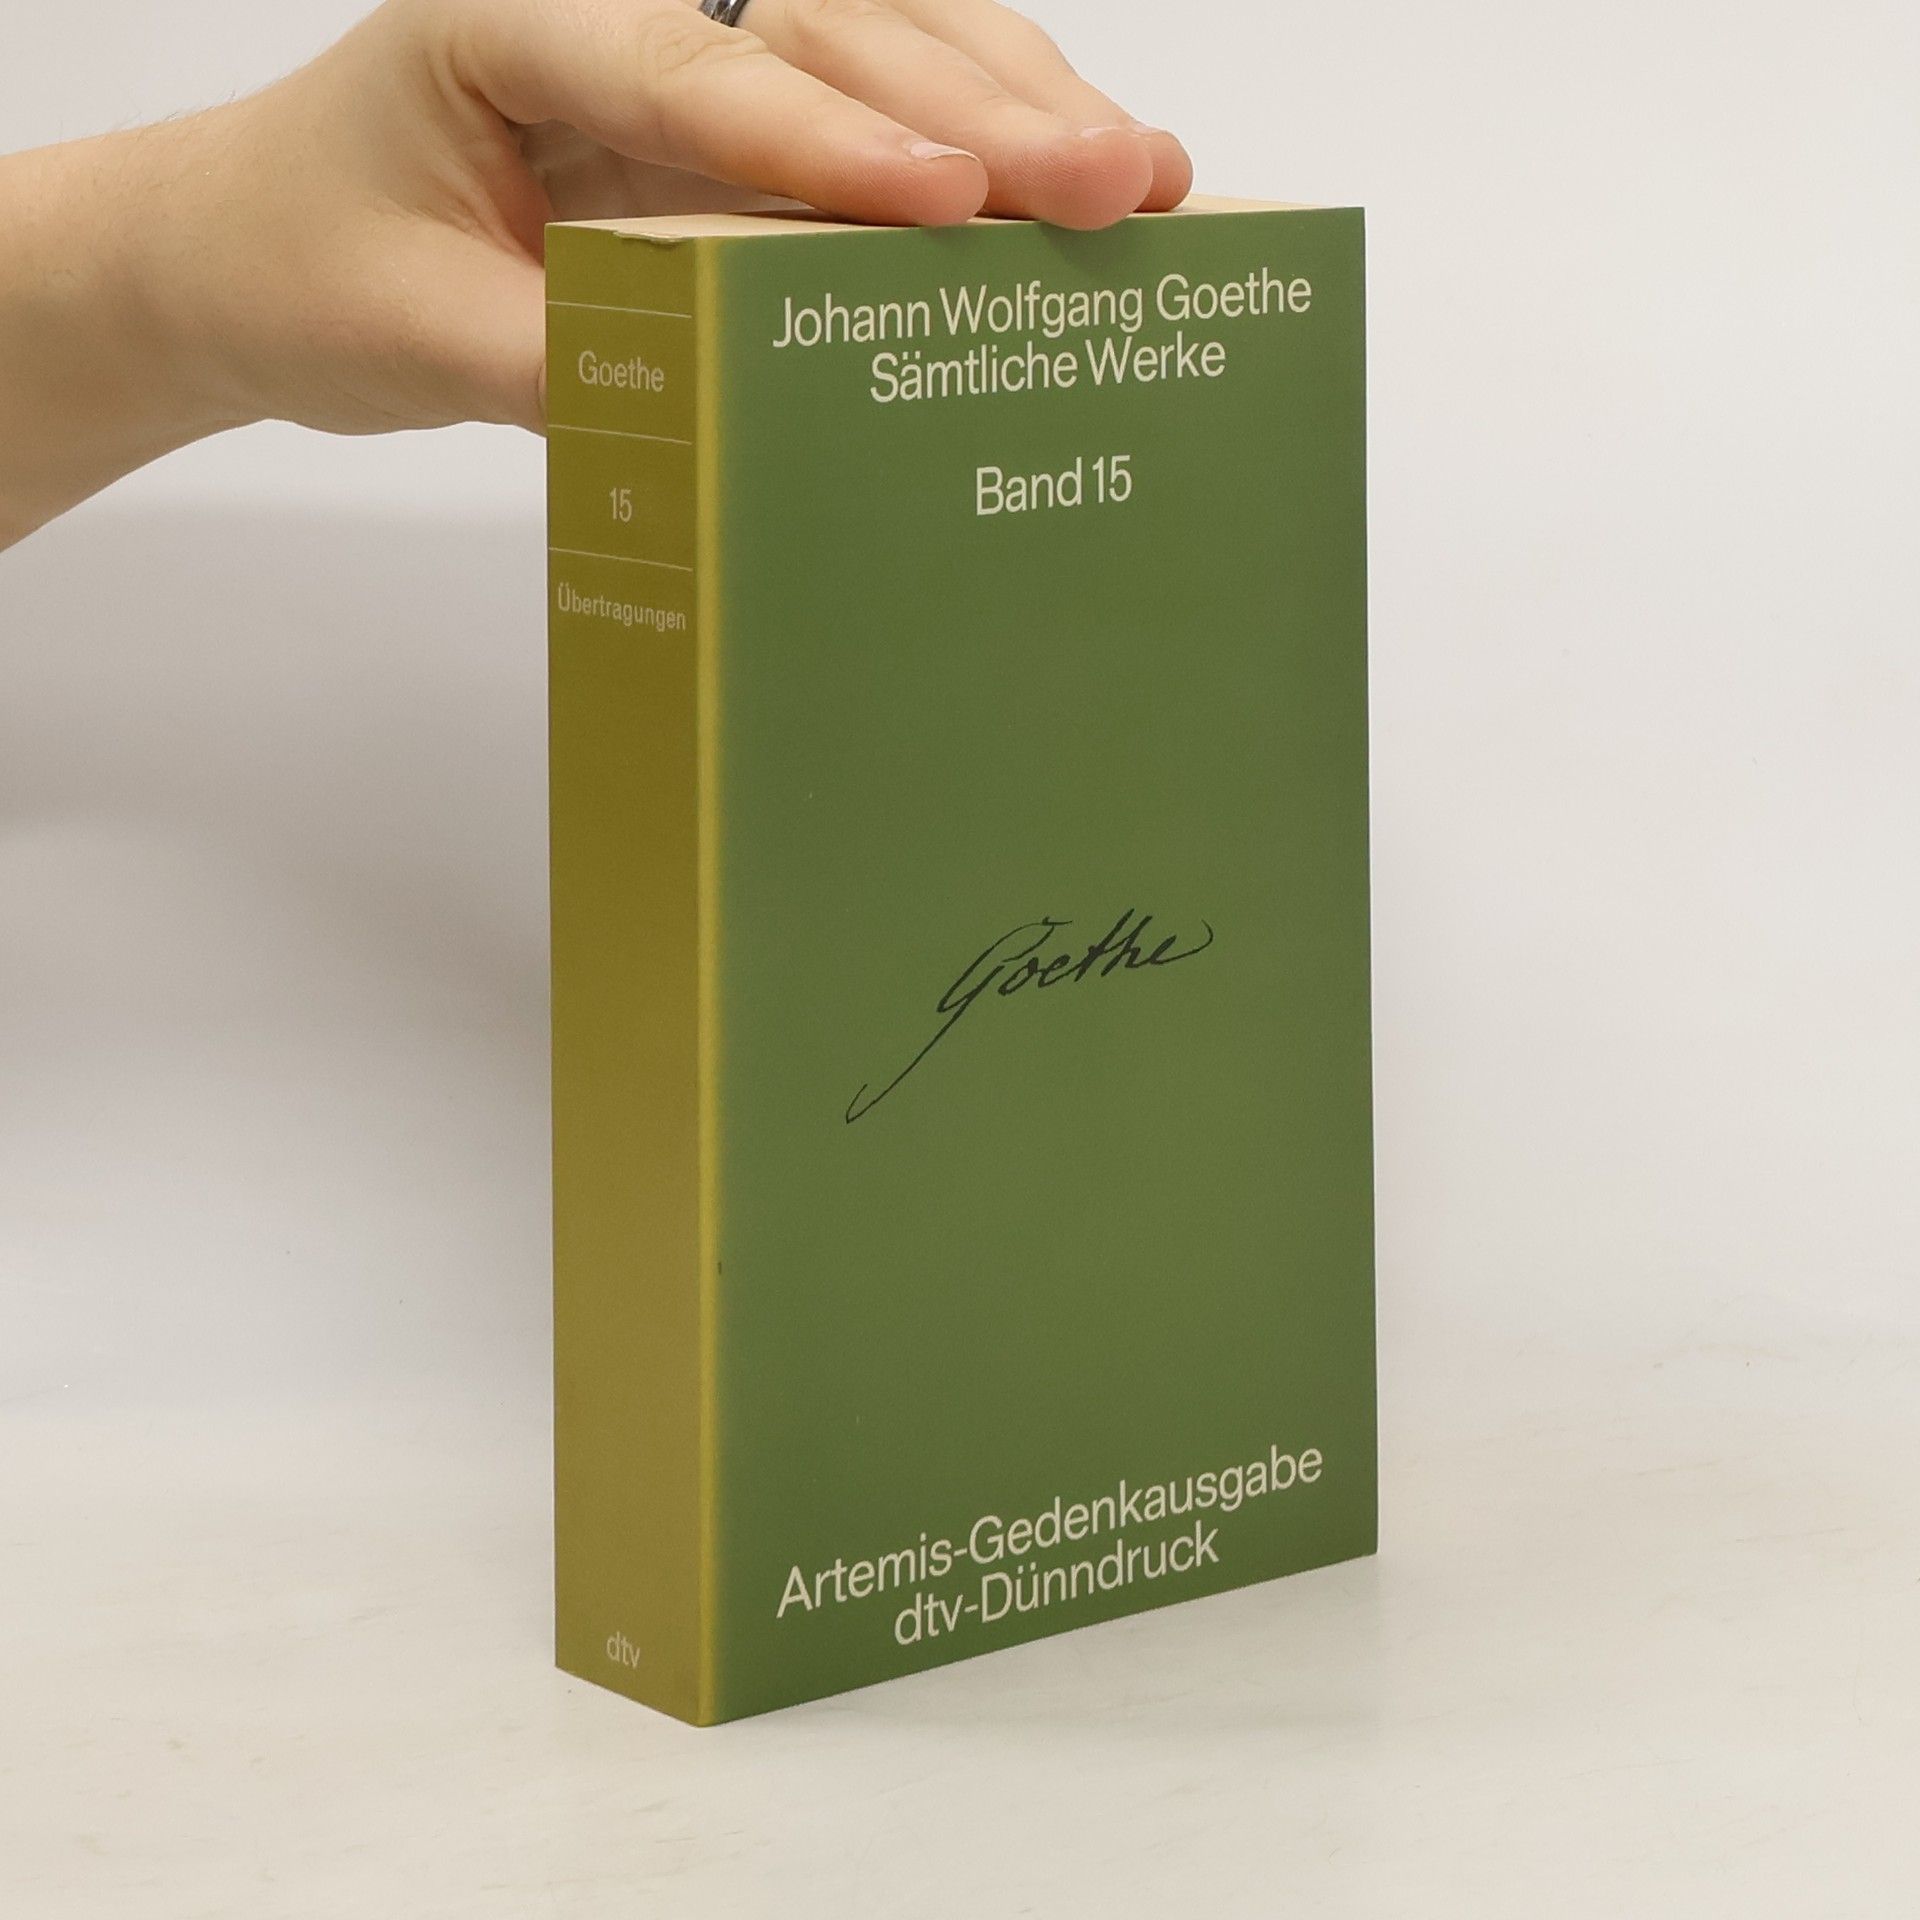 Goethe
15
Übertragungen
dtv
Johann Wolfgang Goethe
Sämtliche Werke
Band 15
Goethe
Artemis-Gedenkausgabe
dtv-Dünndruck